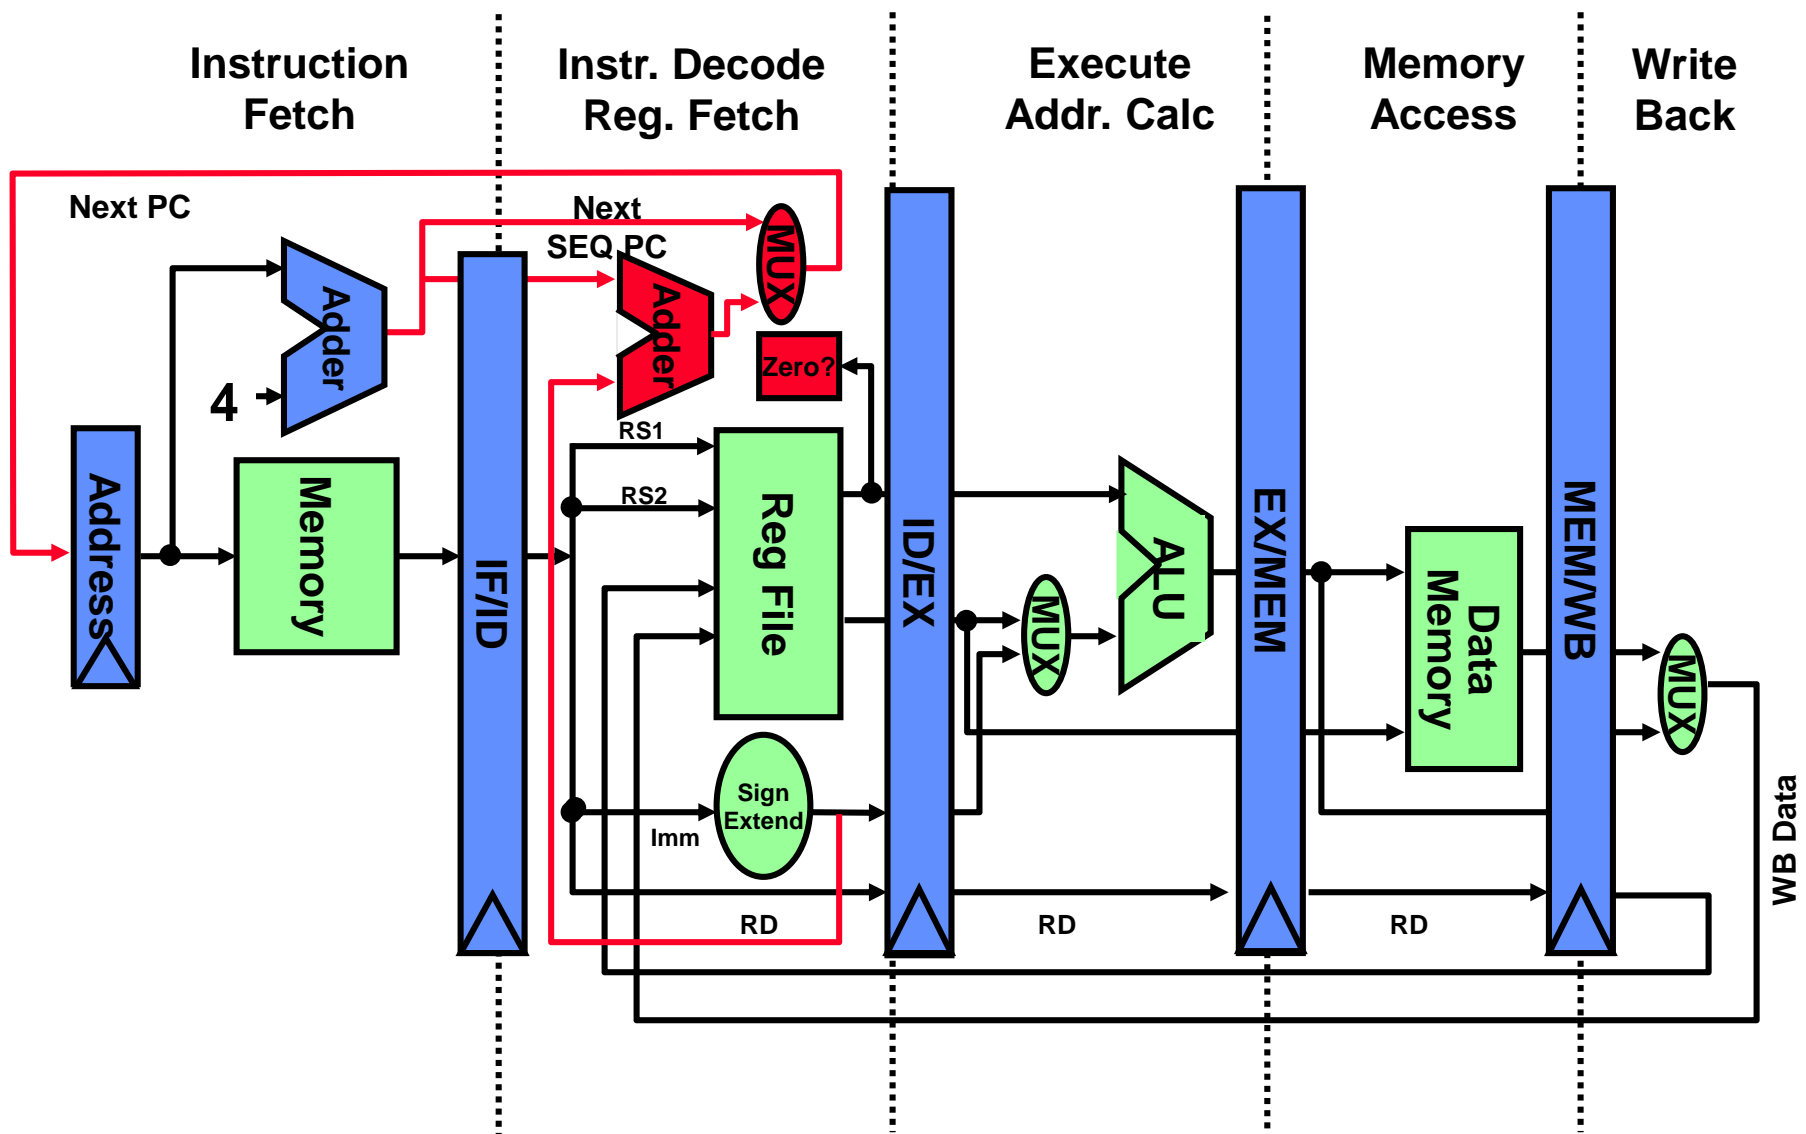 Instruction
Fetch
Instr. Decode
Reg. Fetch
Execute
Addr. Calc
Memory
Access
Write
Back
Next PC
Next
SEQ PC
MUX
Adder
Adder
Zero?
4
RS1
RS2
Address
Memory
IF/ID
Reg File
ID/EX
ALU
MUX
EX/MEM
Data
Memory
MEM/WB
MUX
Sign
Extend
Imm
RD
RD
RD
WB Data